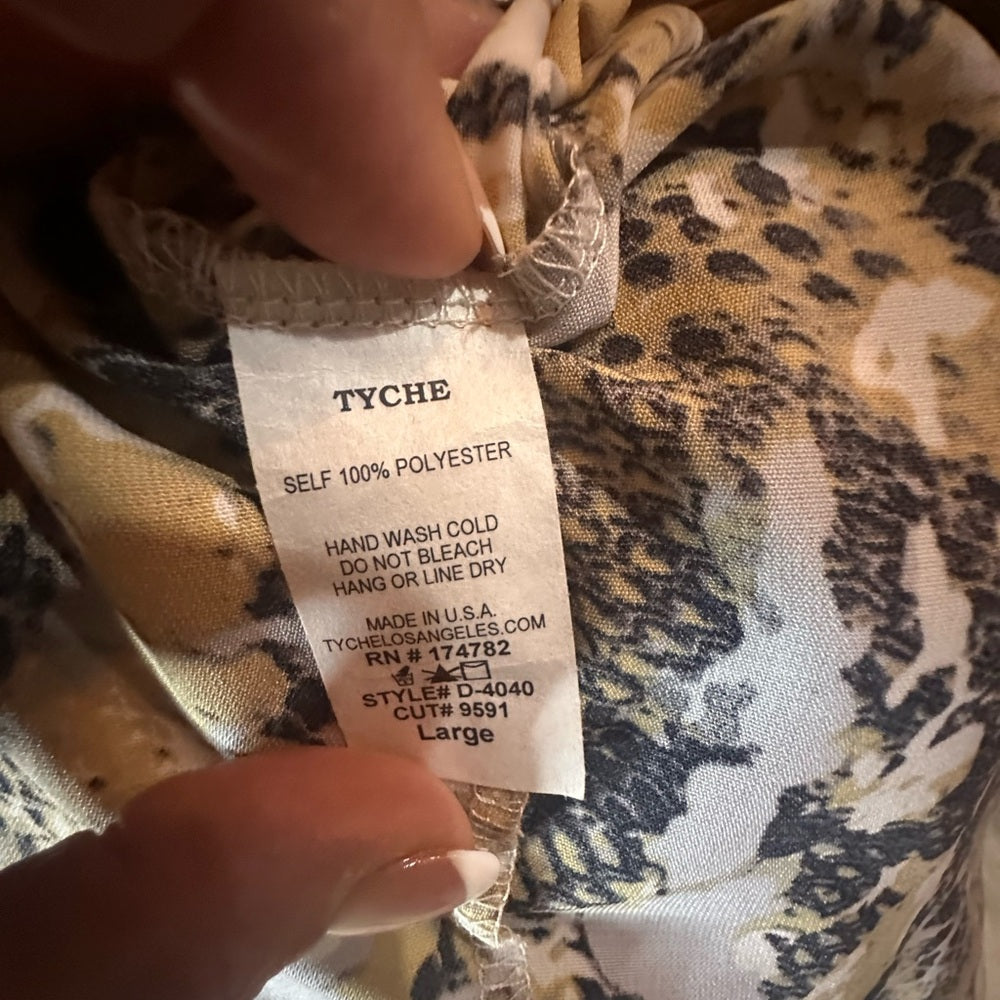 TYCHE
SELF 100% POLYESTER
HAND WASH COLD
DO NOT BLEACH
HANG OR LINE DRY
MADE IN U.S.A.
TYCHELOSANGELES.COM
RN # 174782
STYLE# D-4040
CUT# 9591
Large